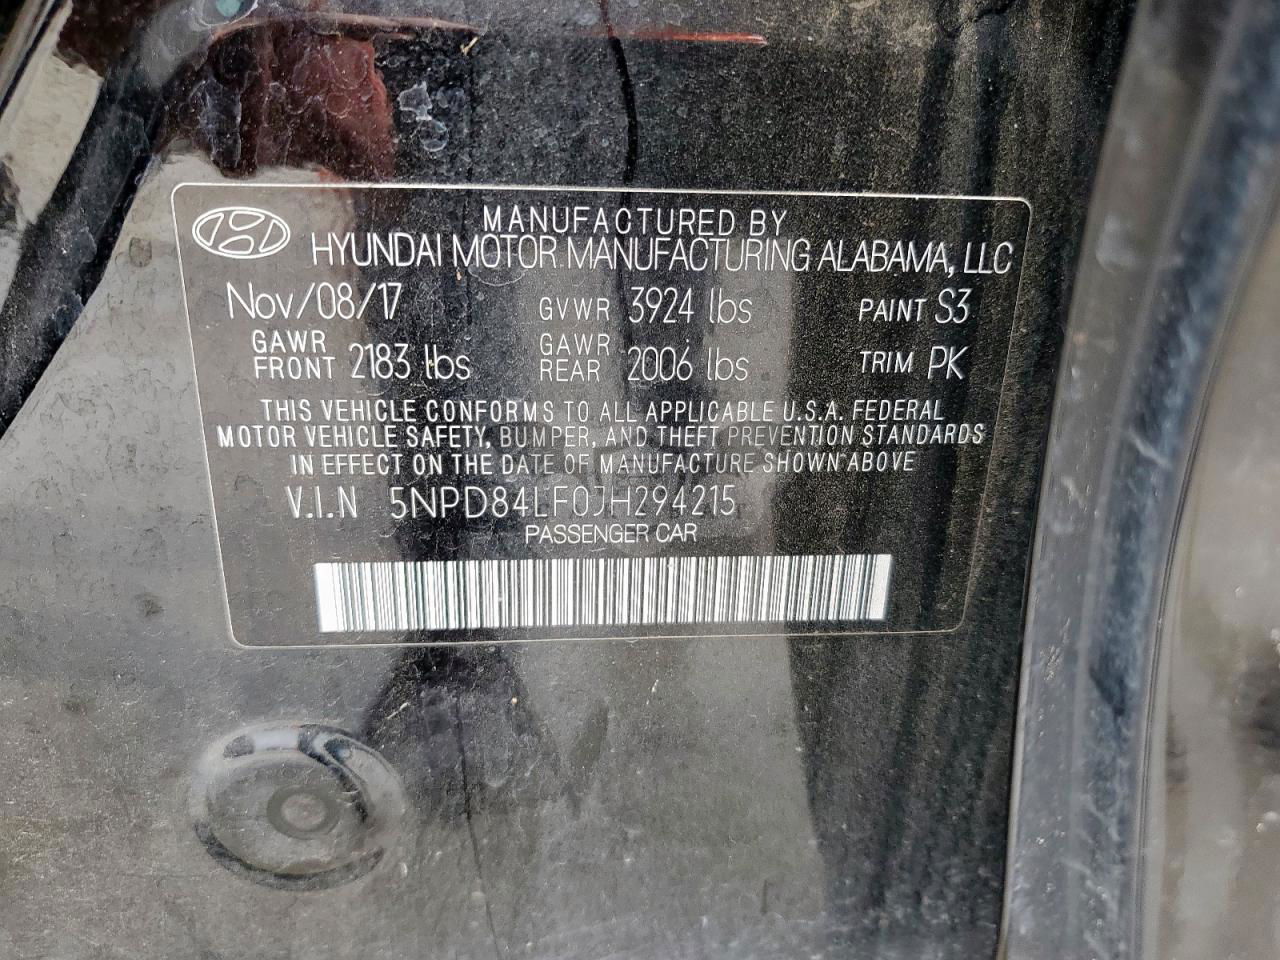 MANUFACTURED BY
HYUNDAI MOTOR MANUFACTURING ALABAMA, LLC
Nov/08/17 GVWR 3924 lbs PAINT S3
GAWR FRONT 2183 lbs GAWR REAR 2006 lbs TRIM PK
THIS VEHICLE CONFORMS TO ALL APPLICABLE U.S.A. FEDERAL
MOTOR VEHICLE SAFETY, BUMPER, AND THEFT PREVENTION STANDARDS
IN EFFECT ON THE DATE OF MANUFACTURE SHOWN ABOVE
V.I.N 5NPD84LF0JH294215
PASSENGER CAR